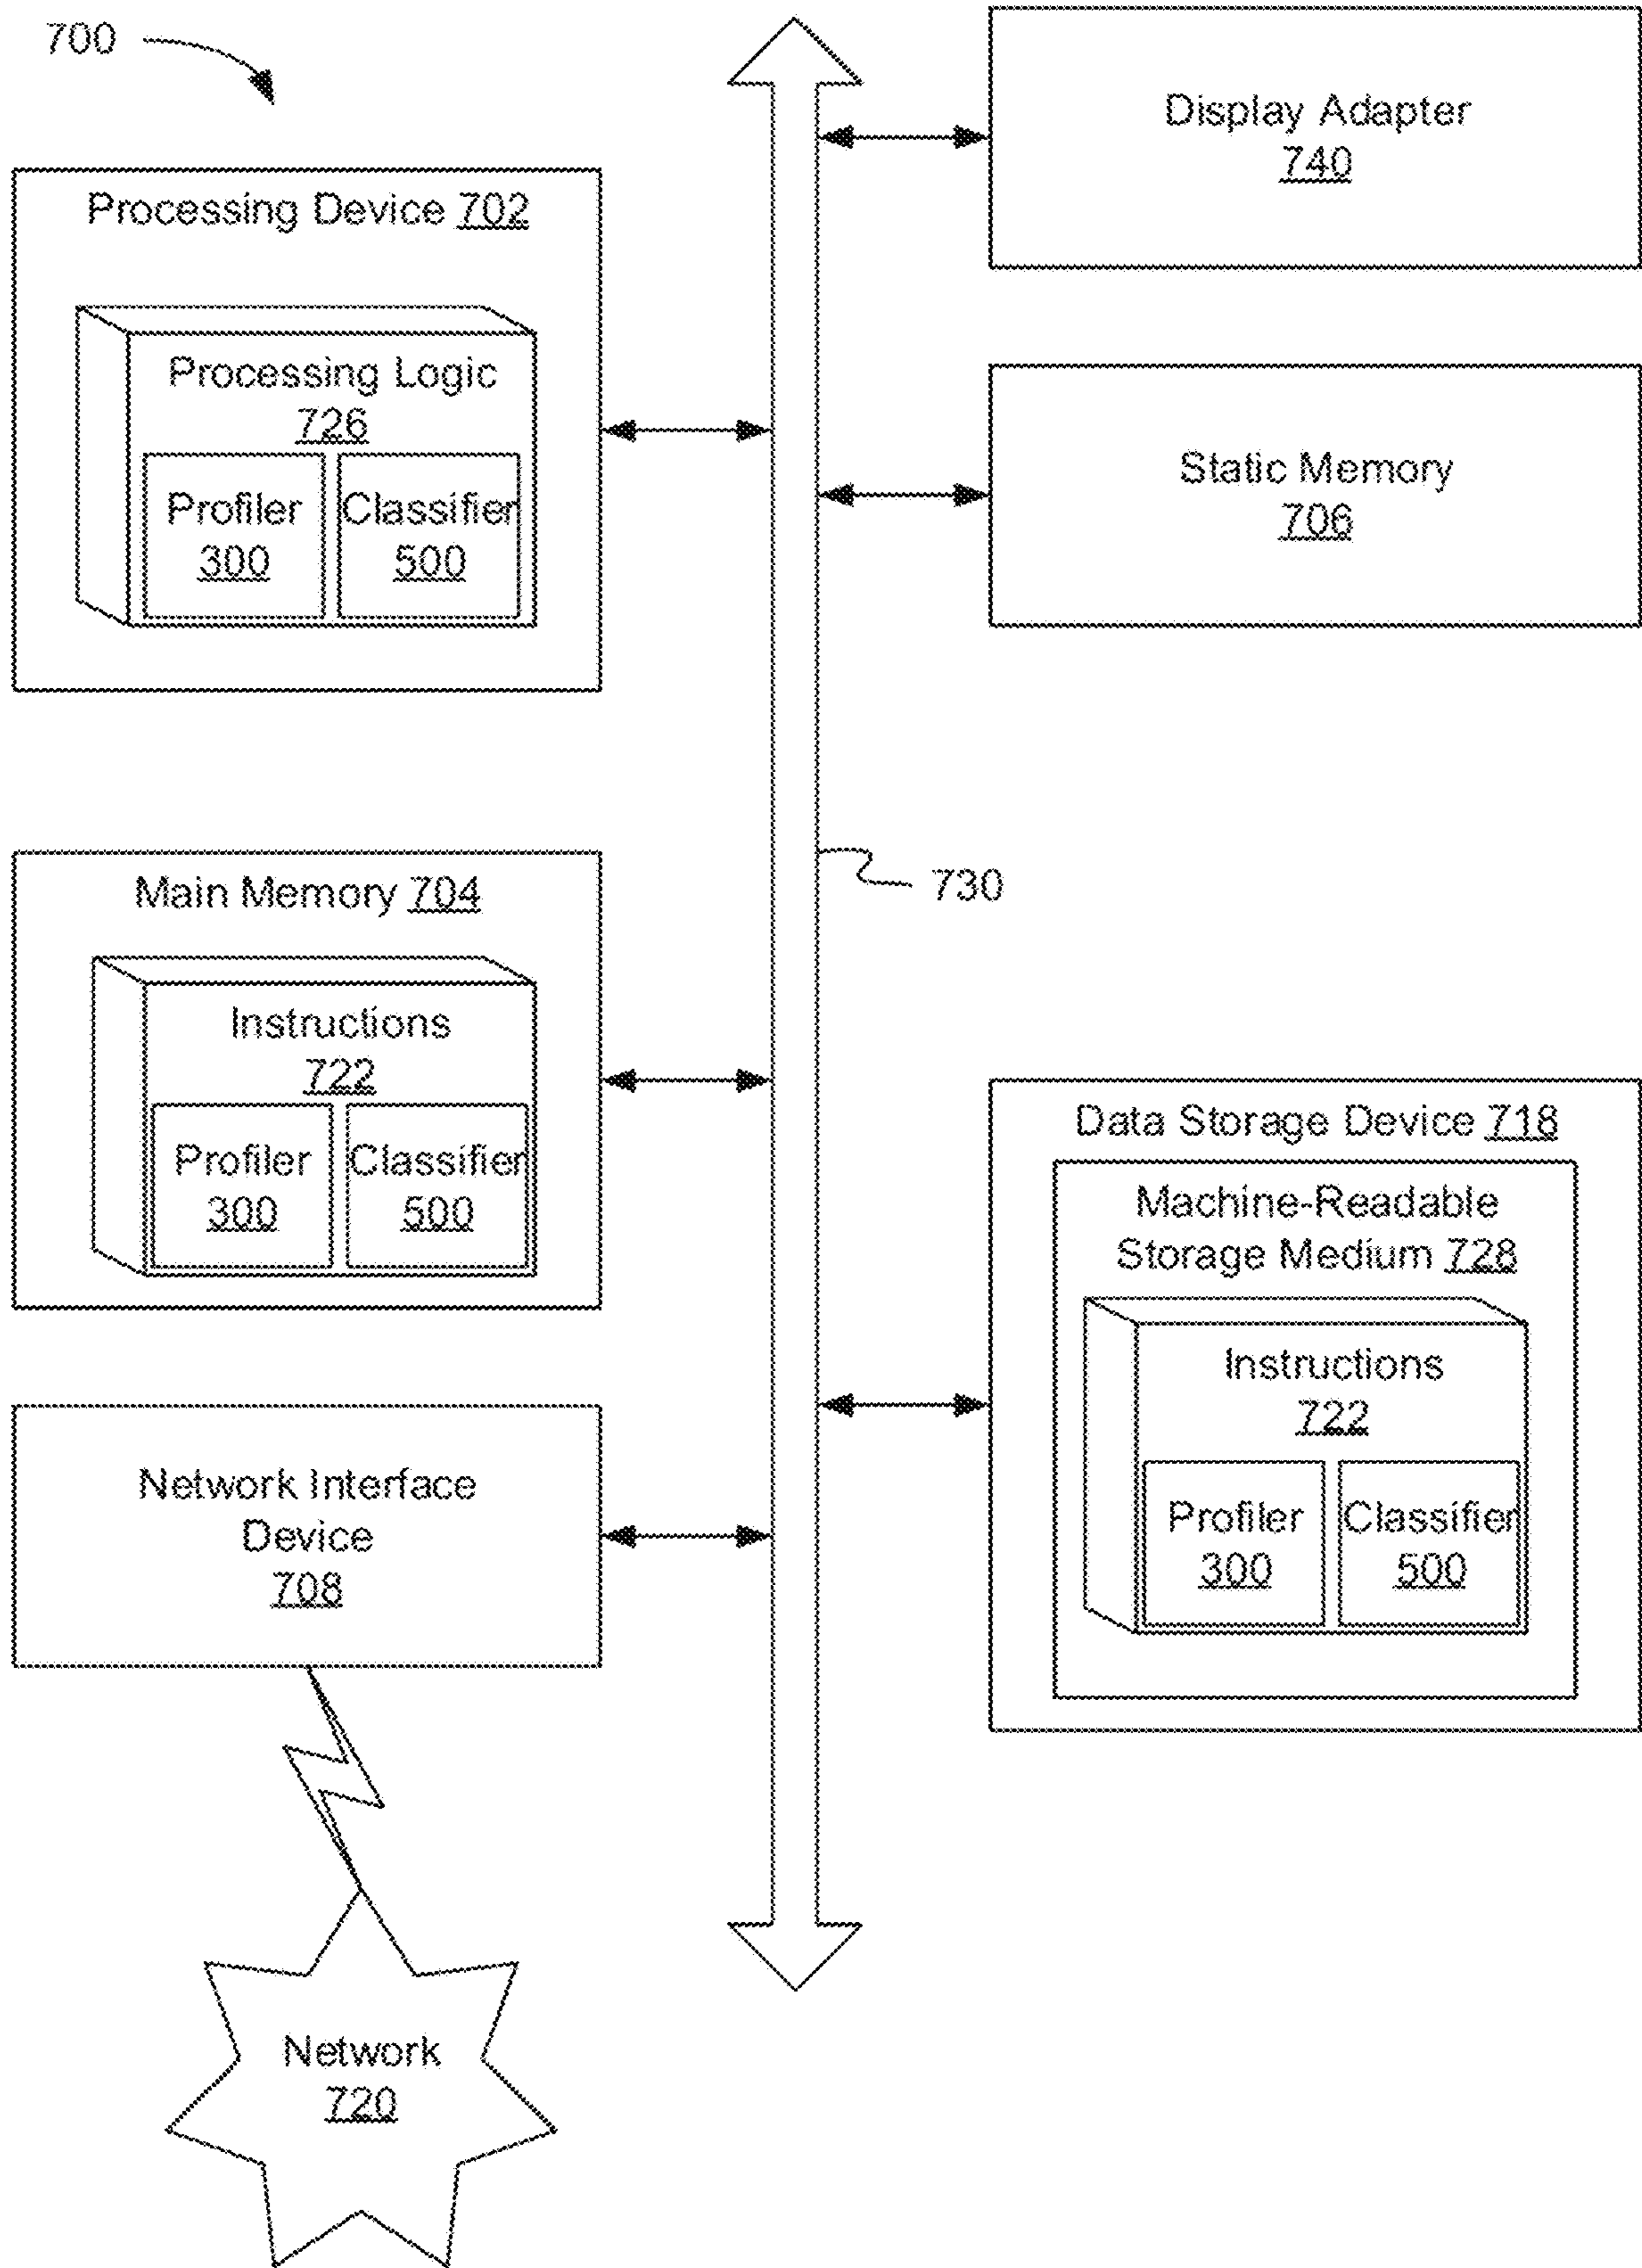 700
Processing Device 702
Processing Logic
726
Profiler
300
Classifier
500
Main Memory 704
Instructions
722
Profiler
300
Classifier
500
Network Interface
Device
708
Network
720
730
Display Adapter
740
Static Memory
706
Data Storage Device 718
Machine-Readable
Storage Medium 728
Instructions
722
Profiler
300
Classifier
500